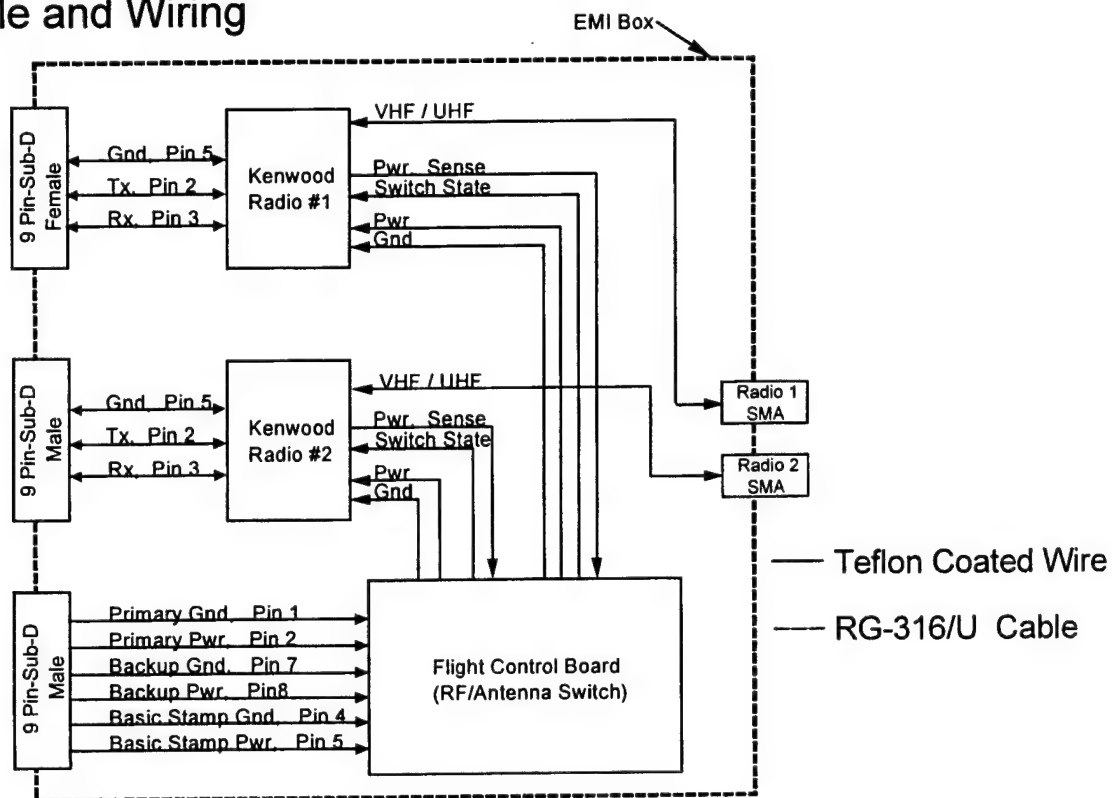 le and Wiring
EMI Box
9 Pin-Sub-D
Female
Gnd, Pin 5
Tx, Pin 2
Rx, Pin 3
Kenwood
Radio #1
VHF / UHF
Pwr. Sense
Switch State
Pwr
Gnd
9 Pin-Sub-D
Male
Gnd, Pin 5
Tx, Pin 2
Rx, Pin 3
Kenwood
Radio #2
VHF / UHF
Pwr. Sense
Switch State
Pwr
Gnd
Radio 1
SMA
Radio 2
SMA
Teflon Coated Wire
RG-316/U Cable
9 Pin-Sub-D
Male
Primary Gnd, Pin 1
Primary Pwr, Pin 2
Backup Gnd, Pin 7
Backup Pwr, Pin8
Basic Stamp Gnd, Pin 4
Basic Stamp Pwr, Pin 5
Flight Control Board
(RF/Antenna Switch)